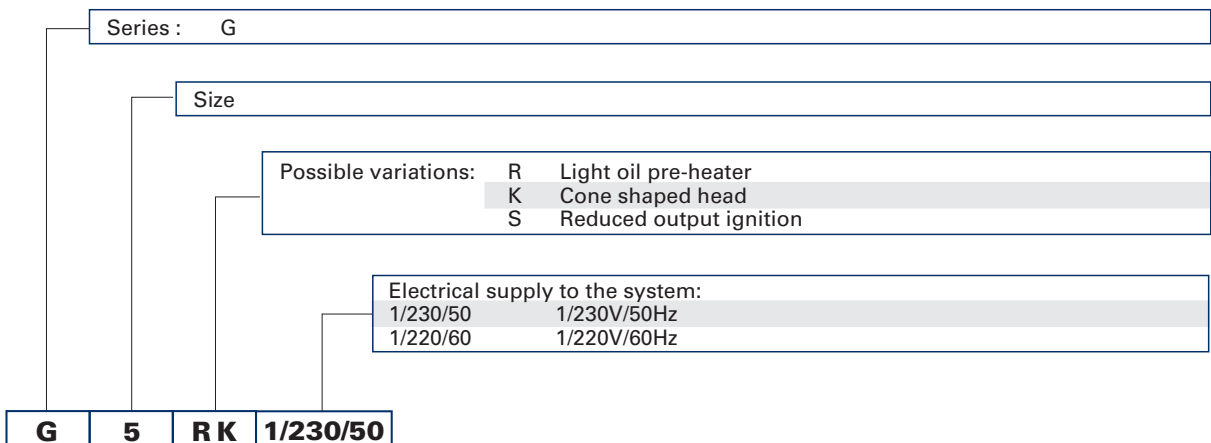 Series : G
Size
Possible variations: R Light oil pre-heater
K Cone shaped head
S Reduced output ignition
Electrical supply to the system:
1/230/50 1/230V/50Hz
1/220/60 1/220V/60Hz
G 5 RK 1/230/50